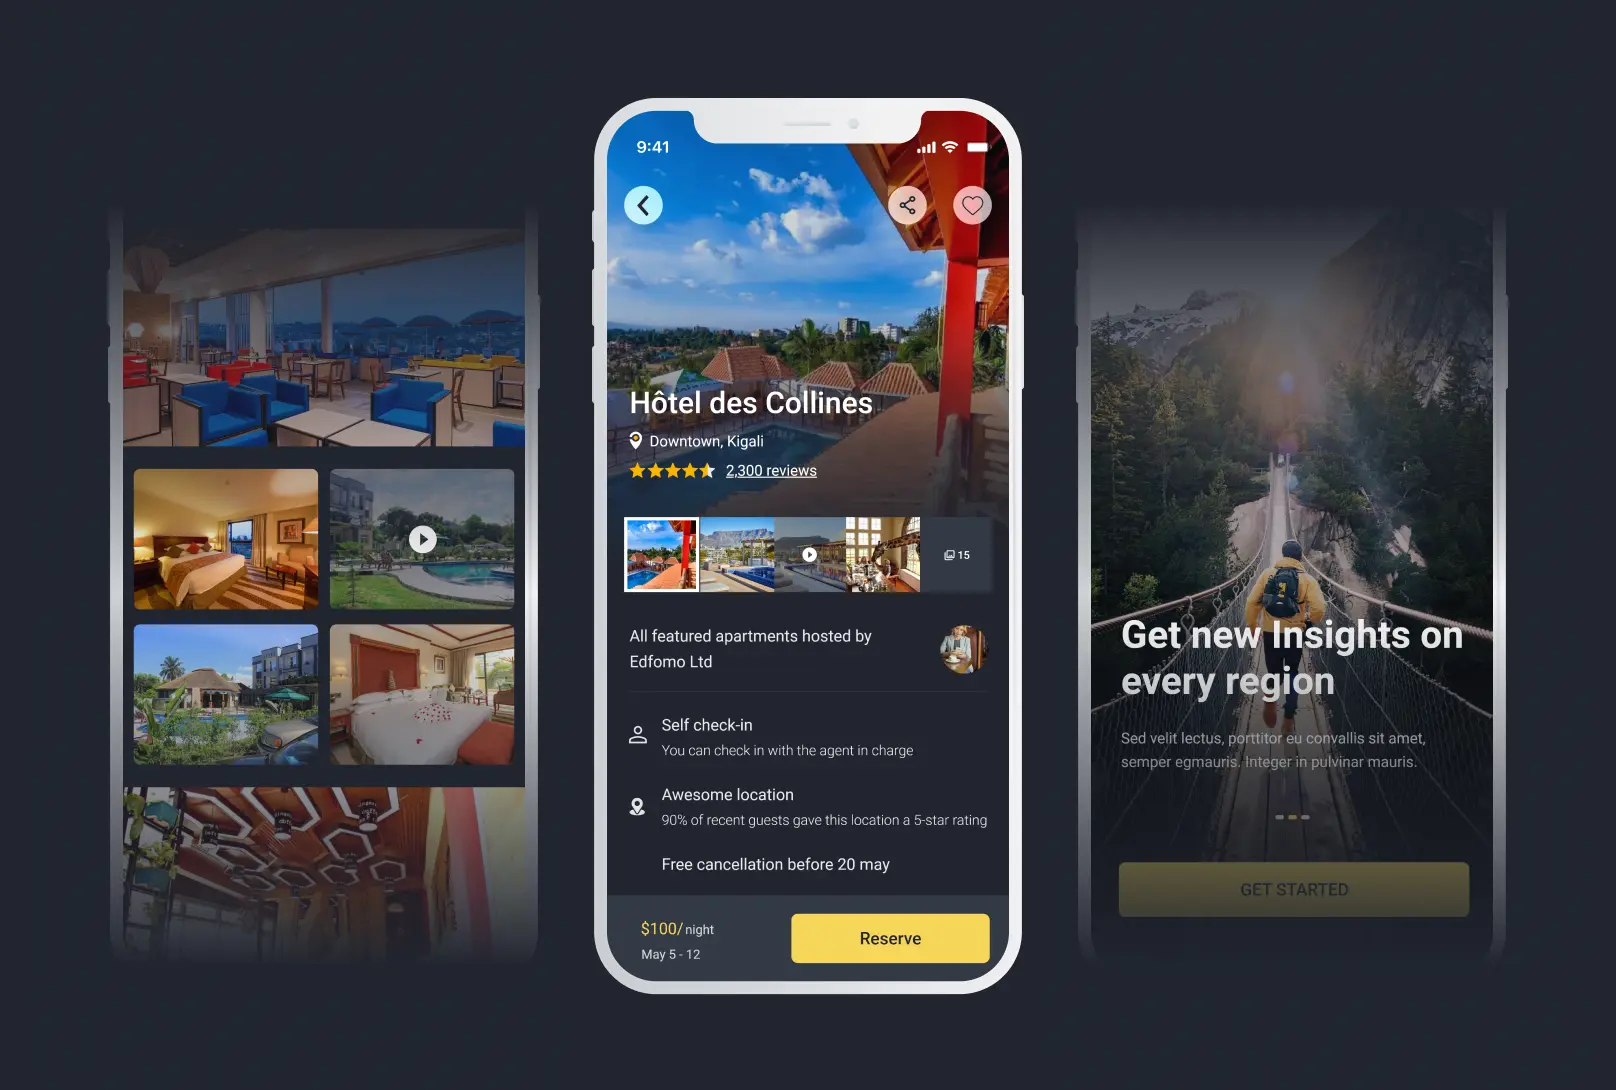 9:41
Hôtel des Collines
Downtown, Kigali
2,300 reviews
15
All featured apartments hosted by
Edfomo Ltd
Self check-in
You can check in with the agent in charge
Awesome location
90% of recent guests gave this location a 5-star rating
Free cancellation before 20 may
$100/ night
May 5 - 12
Reserve
Get new Insights on
every region
Sed velit lectus, porttitor eu convallis sit amet,
semper egmauris. Integer in pulvinar mauris.
GET STARTED